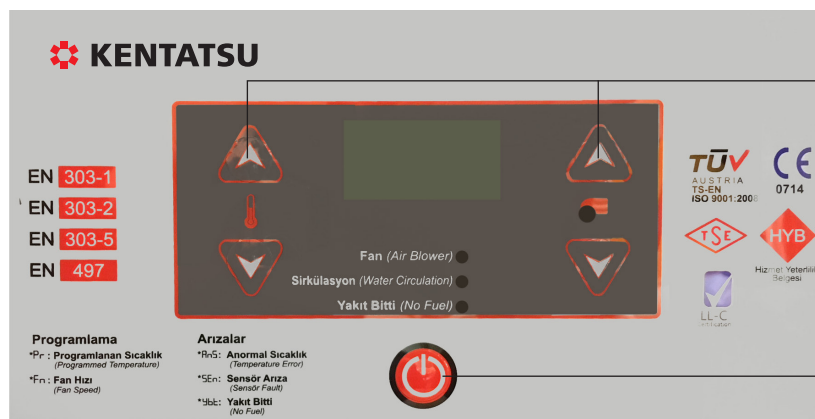 KENTATSU
EN 303-1
EN 303-2
EN 303-5
EN 497
Fan (Air Blower)
Sirkülasyon (Water Circulation)
Yakıt Bitti (No Fuel)
TÜV
AUSTRIA
TS-EN
ISO 9001:2008
CE
0714
TSE
HYB
Hizmet Yeterlilik
Belgesi
LL-C
Certification
Programlama
*Pr : Programlanan Sıcaklık
(Programmed Temperature)
*Fn : Fan Hızı
(Fan Speed)
Arızalar
*AnS: Anormal Sıcaklık
(Temperature Error)
*SEn: Sensör Arıza
(Sensör Fault)
*Ybt: Yakıt Bitti
(No Fuel)